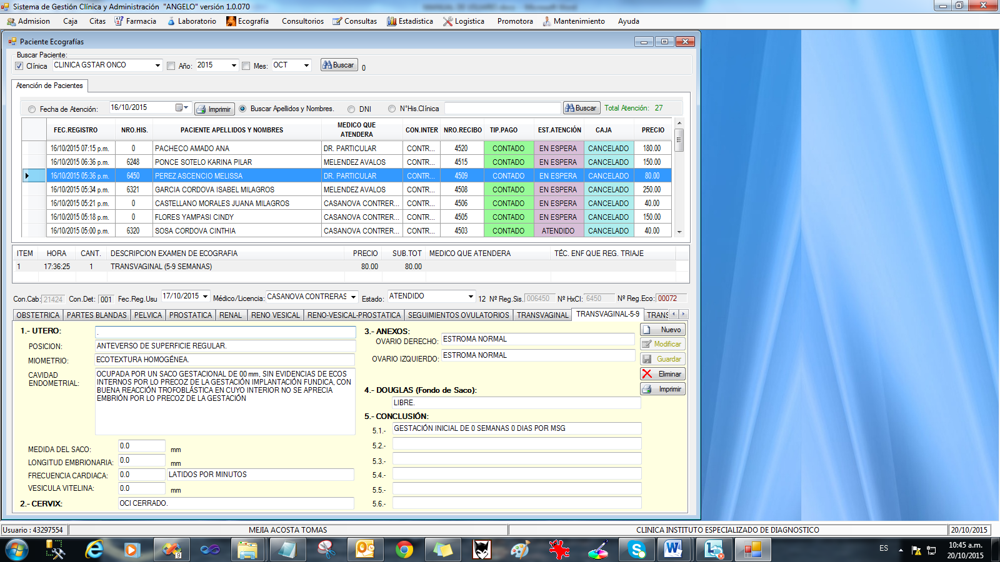 Sistema de Gestión Clínica y Administración "ANGELO" versión 1.0.070
Admision Caja Citas Farmacia Laboratorio Ecografía Consultorios Consultas Estadistica Logistica Promotora Mantenimiento Ayuda
Paciente Ecografías
Buscar Paciente:
Clínica CLINICA GSTAR ONCO Año: 2015 Mes: OCT Buscar 0
Atención de Pacientes
Fecha de Atención: 16/10/2015 Imprimir Buscar Apellidos y Nombres. DNI N°His.Clínica Buscar Total Atención: 27
FEC.REGISTRO NRO.HIS. PACIENTE APELLIDOS Y NOMBRES MEDICO QUE ATENDERA CON.INTER NRO.RECIBO TIP.PAGO EST.ATENCIÓN CAJA PRECIO
16/10/2015 07:15 p.m. 0 PACHECO AMADO ANA DR. PARTICULAR CONTR... 4520 CONTADO EN ESPERA CANCELADO 180.00
16/10/2015 06:36 p.m. 6248 PONCE SOTELO KARINA PILAR MELENDEZ AVALOS CONTR... 4515 CONTADO EN ESPERA CANCELADO 150.00
16/10/2015 05:36 p.m. 6450 PEREZ ASCENCIO MELISSA DR. PARTICULAR CONTR... 4509 CONTADO EN ESPERA CANCELADO 80.00
16/10/2015 05:34 p.m. 6321 GARCIA CORDOVA ISABEL MILAGROS MELENDEZ AVALOS CONTR... 4508 CONTADO EN ESPERA CANCELADO 250.00
16/10/2015 05:21 p.m. 0 CASTELLANO MORALES JUANA MILAGROS CASANOVA CONTRER... CONTR... 4506 CONTADO EN ESPERA CANCELADO 40.00
16/10/2015 05:18 p.m. 0 FLORES YAMPASI CINDY CASANOVA CONTRER... CONTR... 4505 CONTADO EN ESPERA CANCELADO 150.00
16/10/2015 05:00 p.m. 6320 SOSA CORDOVA CINTHIA CASANOVA CONTRER... CONTR... 4503 CONTADO ATENDIDO CANCELADO 40.00
ITEM HORA CANT. DESCRIPCION EXAMEN DE ECOGRAFIA PRECIO SUB.TOT MEDICO QUE ATENDERA TÉC. ENF QUE REG. TRIAJE
1 17:36:25 1 TRANSVAGINAL (5-9 SEMANAS) 80.00 80.00
Con.Cab: 21424 Con.Det: 001 Fec.Reg.Usu 17/10/2015 Médico/Licencia: CASANOVA CONTRERAS Estado: ATENDIDO 12 Nº Reg.Sis. 006450 Nº HxCl: 6450 Nº Reg.Eco: 00072
OBSTETRICA PARTES BLANDAS PELVICA PROSTATICA RENAL RENO VESICAL RENO-VESICAL-PROSTATICA SEGUIMIENTOS OVULATORIOS TRANSVAGINAL TRANSVAGINAL-5-9 TRANS
1.- UTERO: .
POSICION: ANTEVERSO DE SUPERFICIE REGULAR.
MIOMETRIO: ECOTEXTURA HOMOGÉNEA.
CAVIDAD ENDOMETRIAL:
OCUPADA POR UN SACO GESTACIONAL DE 00 mm, SIN EVIDENCIAS DE ECOS
INTERNOS POR LO PRECOZ DE LA GESTACIÓN IMPLANTACIÓN FUNDICA, CON
BUENA REACCIÓN TROFOBLÁSTICA EN CUYO INTERIOR NO SE APRECIA
EMBRIÓN POR LO PRECOZ DE LA GESTACIÓN
MEDIDA DEL SACO: 0.0 mm
LONGITUD EMBRIONARIA: 0.0 mm
FRECUENCIA CARDIACA: 0.0 LATIDOS POR MINUTOS
VESICULA VITELINA: 0.0 mm
2.- CERVIX: OCI CERRADO.
3.- ANEXOS:
OVARIO DERECHO: ESTROMA NORMAL
OVARIO IZQUIERDO: ESTROMA NORMAL
4.- DOUGLAS (Fondo de Saco):
LIBRE.
5.- CONCLUSIÓN:
5.1.- GESTACIÓN INICIAL DE 0 SEMANAS 0 DIAS POR MSG
5.2.-
5.3.-
5.4.-
5.5.-
5.6.-
Nuevo
Modificar
Guardar
Eliminar
Imprimir
Usuario : 43297554 MEJIA ACOSTA TOMAS CLINICA INSTITUTO ESPECIALIZADO DE DIAGNOSTICO 20/10/2015
ES 10:45 a.m.
20/10/2015